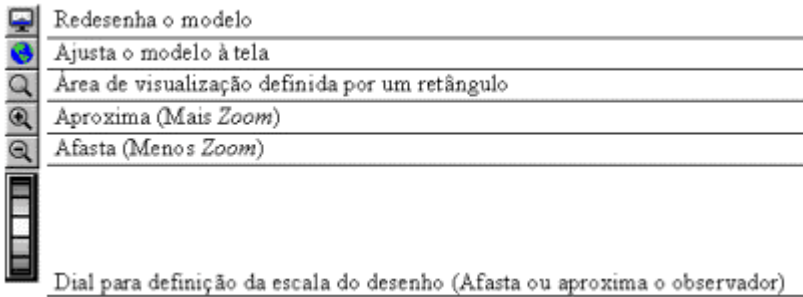 Redesenha o modelo
Ajusta o modelo à tela
Área de visualização definida por um retângulo
Aproxima (Mais Zoom)
Afasta (Menos Zoom)
Dial para definição da escala do desenho (Afasta ou aproxima o observador)